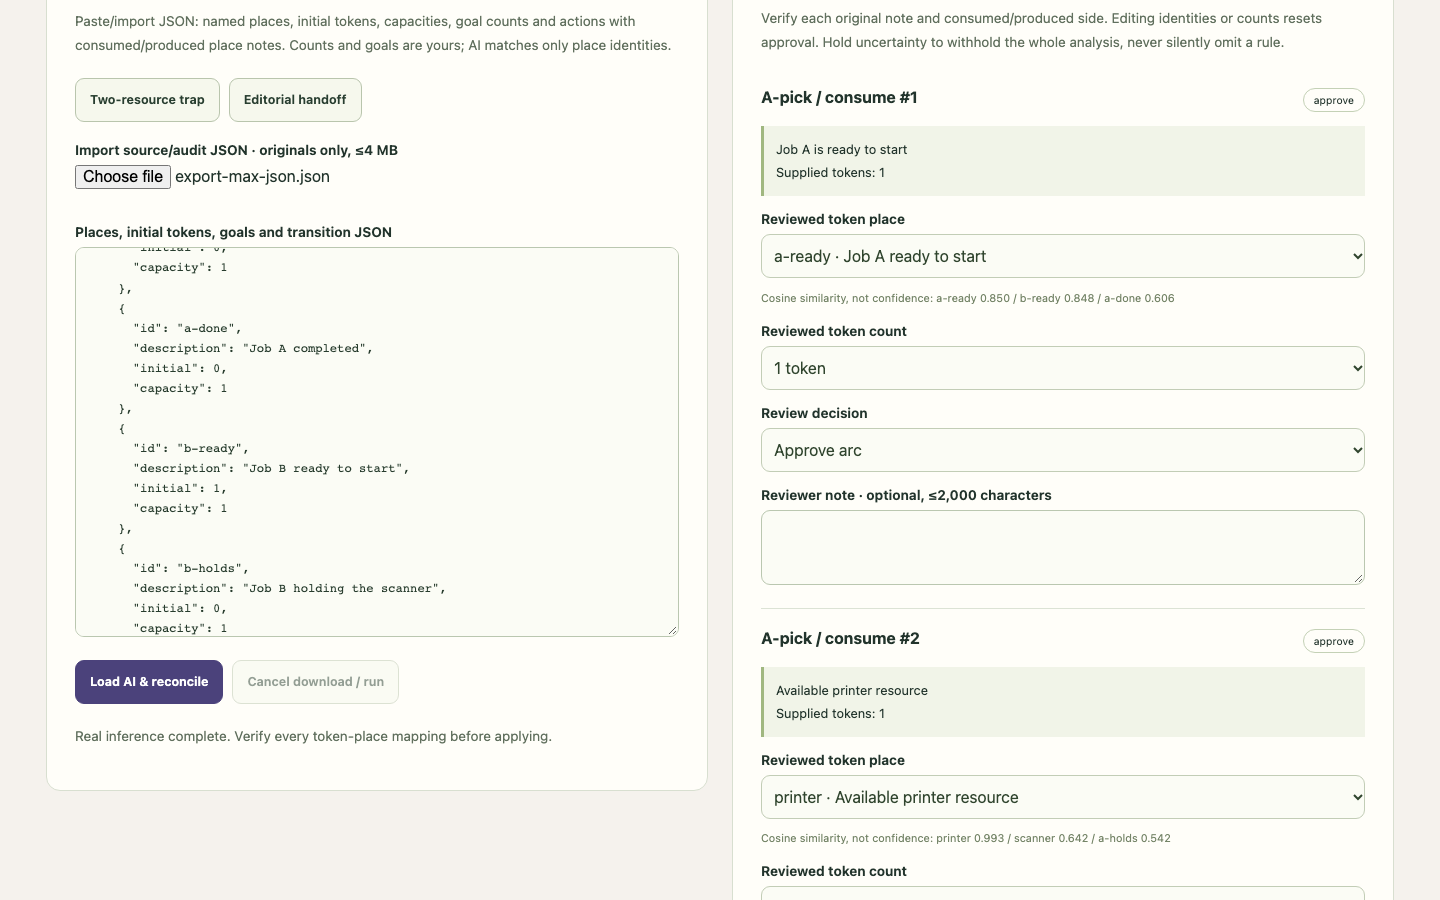 Paste/import JSON: named places, initial tokens, capacities, goal counts and actions with
consumed/produced place notes. Counts and goals are yours; AI matches only place identities.
Two-resource trap
Editorial handoff
Import source/audit JSON · originals only, ≤4 MB
Choose file export-max-json.json
Places, initial tokens, goals and transition JSON
"initial": 0,
"capacity": 1
},
{
"id": "a-done",
"description": "Job A completed",
"initial": 0,
"capacity": 1
},
{
"id": "b-ready",
"description": "Job B ready to start",
"initial": 1,
"capacity": 1
},
{
"id": "b-holds",
"description": "Job B holding the scanner",
"initial": 0,
"capacity": 1
Load AI & reconcile
Cancel download / run
Real inference complete. Verify every token-place mapping before applying.
Verify each original note and consumed/produced side. Editing identities or counts resets
approval. Hold uncertainty to withhold the whole analysis, never silently omit a rule.
A-pick / consume #1
approve
Job A is ready to start
Supplied tokens: 1
Reviewed token place
a-ready · Job A ready to start
Cosine similarity, not confidence: a-ready 0.850 / b-ready 0.848 / a-done 0.606
Reviewed token count
1 token
Review decision
Approve arc
Reviewer note · optional, ≤2,000 characters
A-pick / consume #2
approve
Available printer resource
Supplied tokens: 1
Reviewed token place
printer · Available printer resource
Cosine similarity, not confidence: printer 0.993 / scanner 0.642 / a-holds 0.542
Reviewed token count